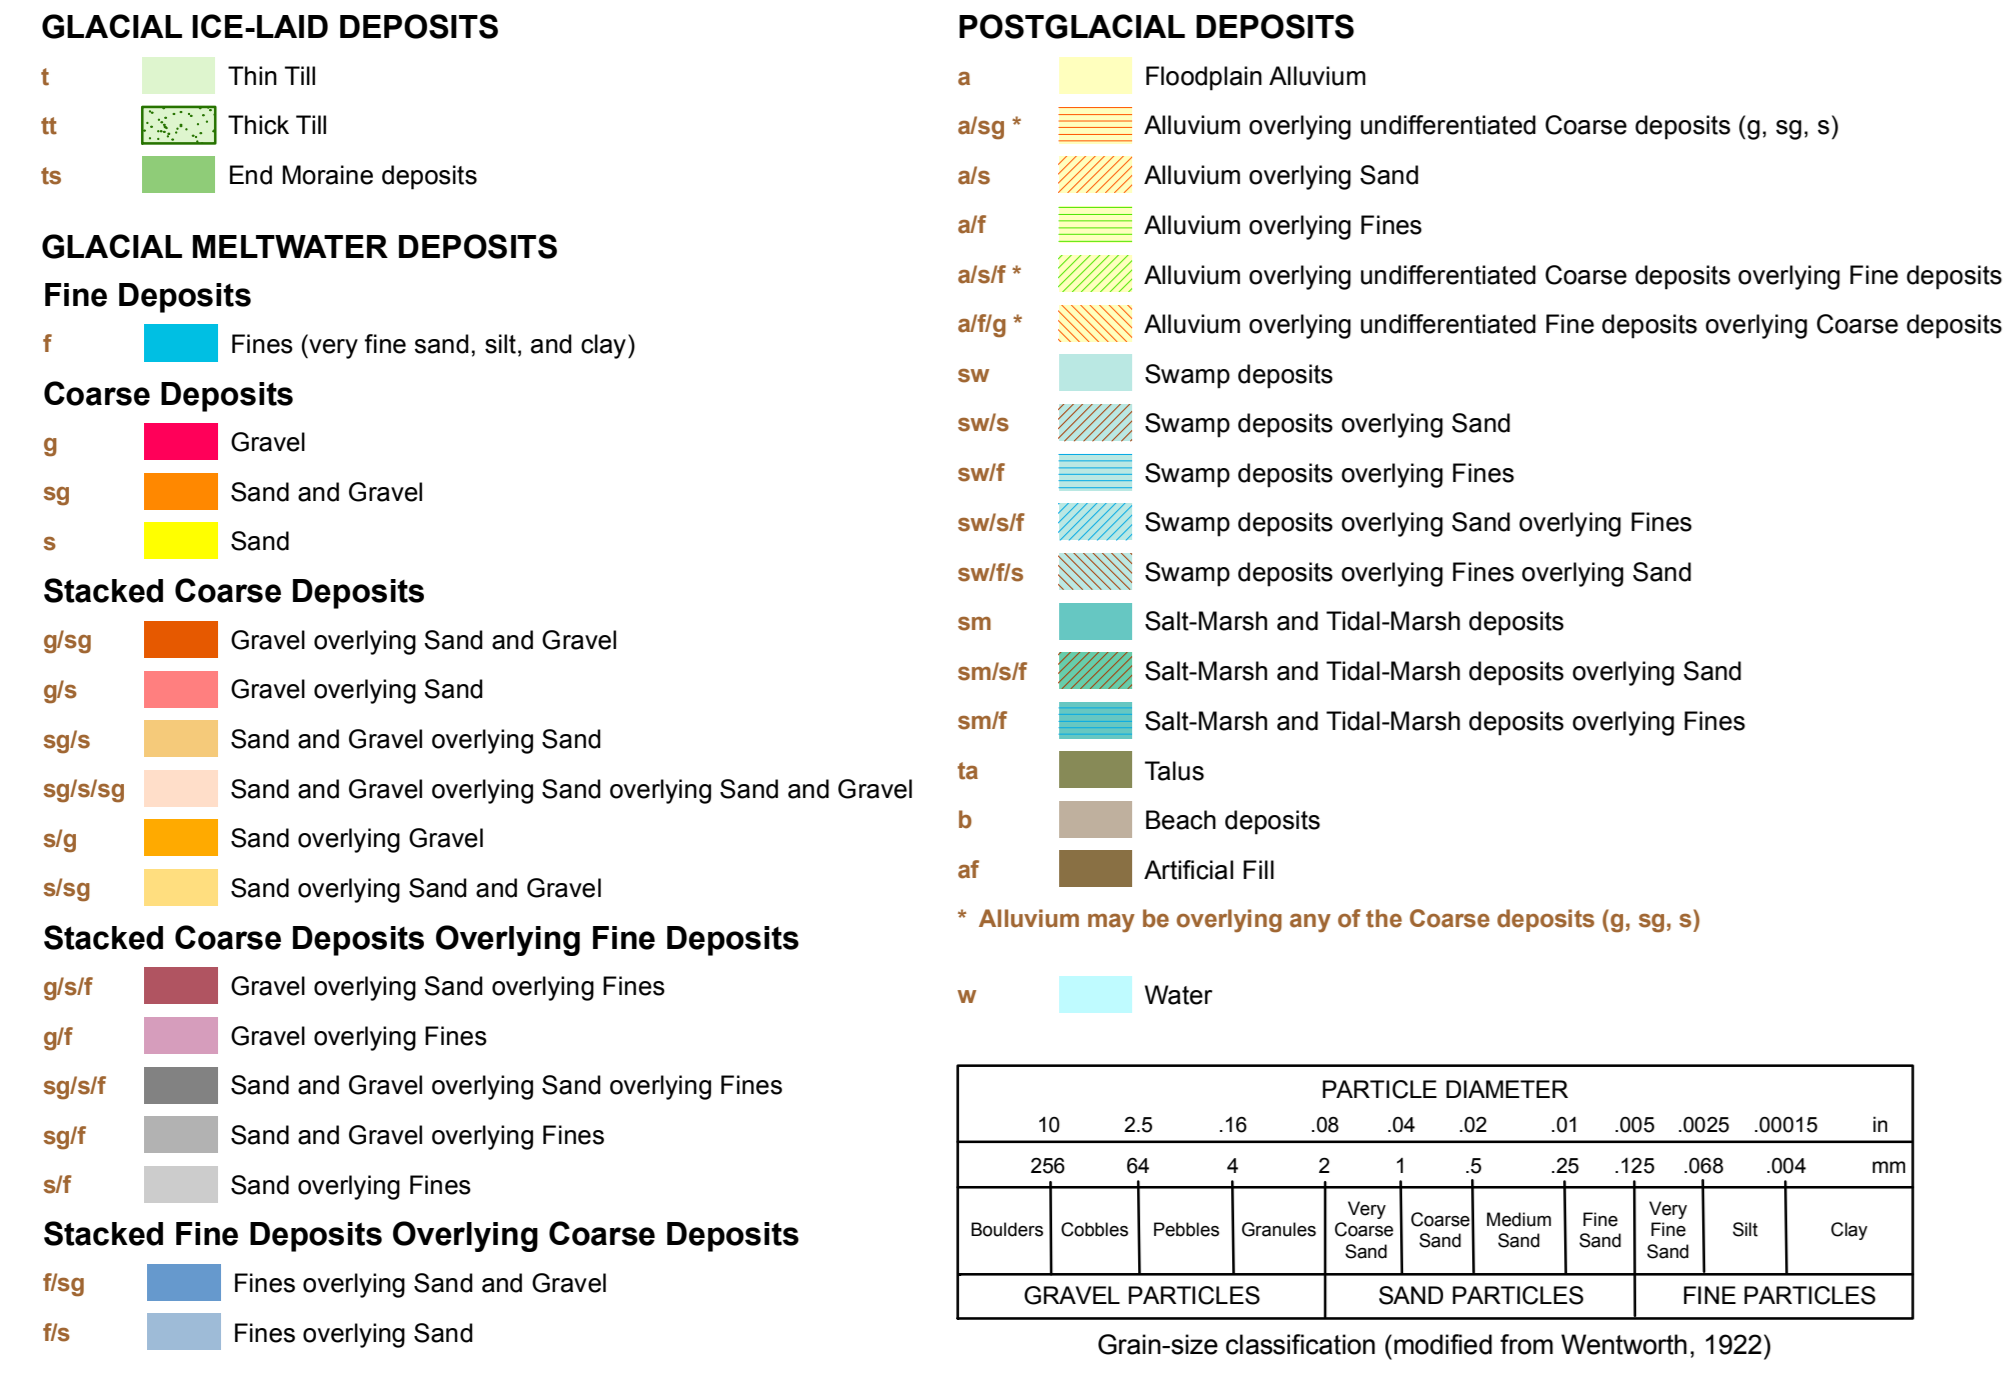 GLACIAL ICE-LAID DEPOSITS
t Thin Till
tt Thick Till
ts End Moraine deposits
GLACIAL MELTWATER DEPOSITS
Fine Deposits
f Fines (very fine sand, silt, and clay)
Coarse Deposits
g Gravel
sg Sand and Gravel
s Sand
Stacked Coarse Deposits
g/sg Gravel overlying Sand and Gravel
g/s Gravel overlying Sand
sg/s Sand and Gravel overlying Sand
sg/s/sg Sand and Gravel overlying Sand overlying Sand and Gravel
s/g Sand overlying Gravel
s/sg Sand overlying Sand and Gravel
Stacked Coarse Deposits Overlying Fine Deposits
g/s/f Gravel overlying Sand overlying Fines
g/f Gravel overlying Fines
sg/s/f Sand and Gravel overlying Sand overlying Fines
sg/f Sand and Gravel overlying Fines
s/f Sand overlying Fines
Stacked Fine Deposits Overlying Coarse Deposits
f/sg Fines overlying Sand and Gravel
f/s Fines overlying Sand
POSTGLACIAL DEPOSITS
a Floodplain Alluvium
a/sg * Alluvium overlying undifferentiated Coarse deposits (g, sg, s)
a/s Alluvium overlying Sand
a/f Alluvium overlying Fines
a/s/f * Alluvium overlying undifferentiated Coarse deposits overlying Fine deposits
a/f/g * Alluvium overlying undifferentiated Fine deposits overlying Coarse deposits
sw Swamp deposits
sw/s Swamp deposits overlying Sand
sw/f Swamp deposits overlying Fines
sw/s/f Swamp deposits overlying Sand overlying Fines
sw/f/s Swamp deposits overlying Fines overlying Sand
sm Salt-Marsh and Tidal-Marsh deposits
sm/s/f Salt-Marsh and Tidal-Marsh deposits overlying Sand
sm/f Salt-Marsh and Tidal-Marsh deposits overlying Fines
ta Talus
b Beach deposits
af Artificial Fill
* Alluvium may be overlying any of the Coarse deposits (g, sg, s)
w Water
PARTICLE DIAMETER
10 2.5 .16 .08 .04 .02 .01 .005 .0025 .00015 in
256 64 4 2 1 .5 .25 .125 .068 .004 mm
Boulders Cobbles Pebbles Granules Very Coarse Sand Coarse Sand Medium Sand Fine Sand Very Fine Sand Silt Clay
GRAVEL PARTICLES SAND PARTICLES FINE PARTICLES
Grain-size classification (modified from Wentworth, 1922)